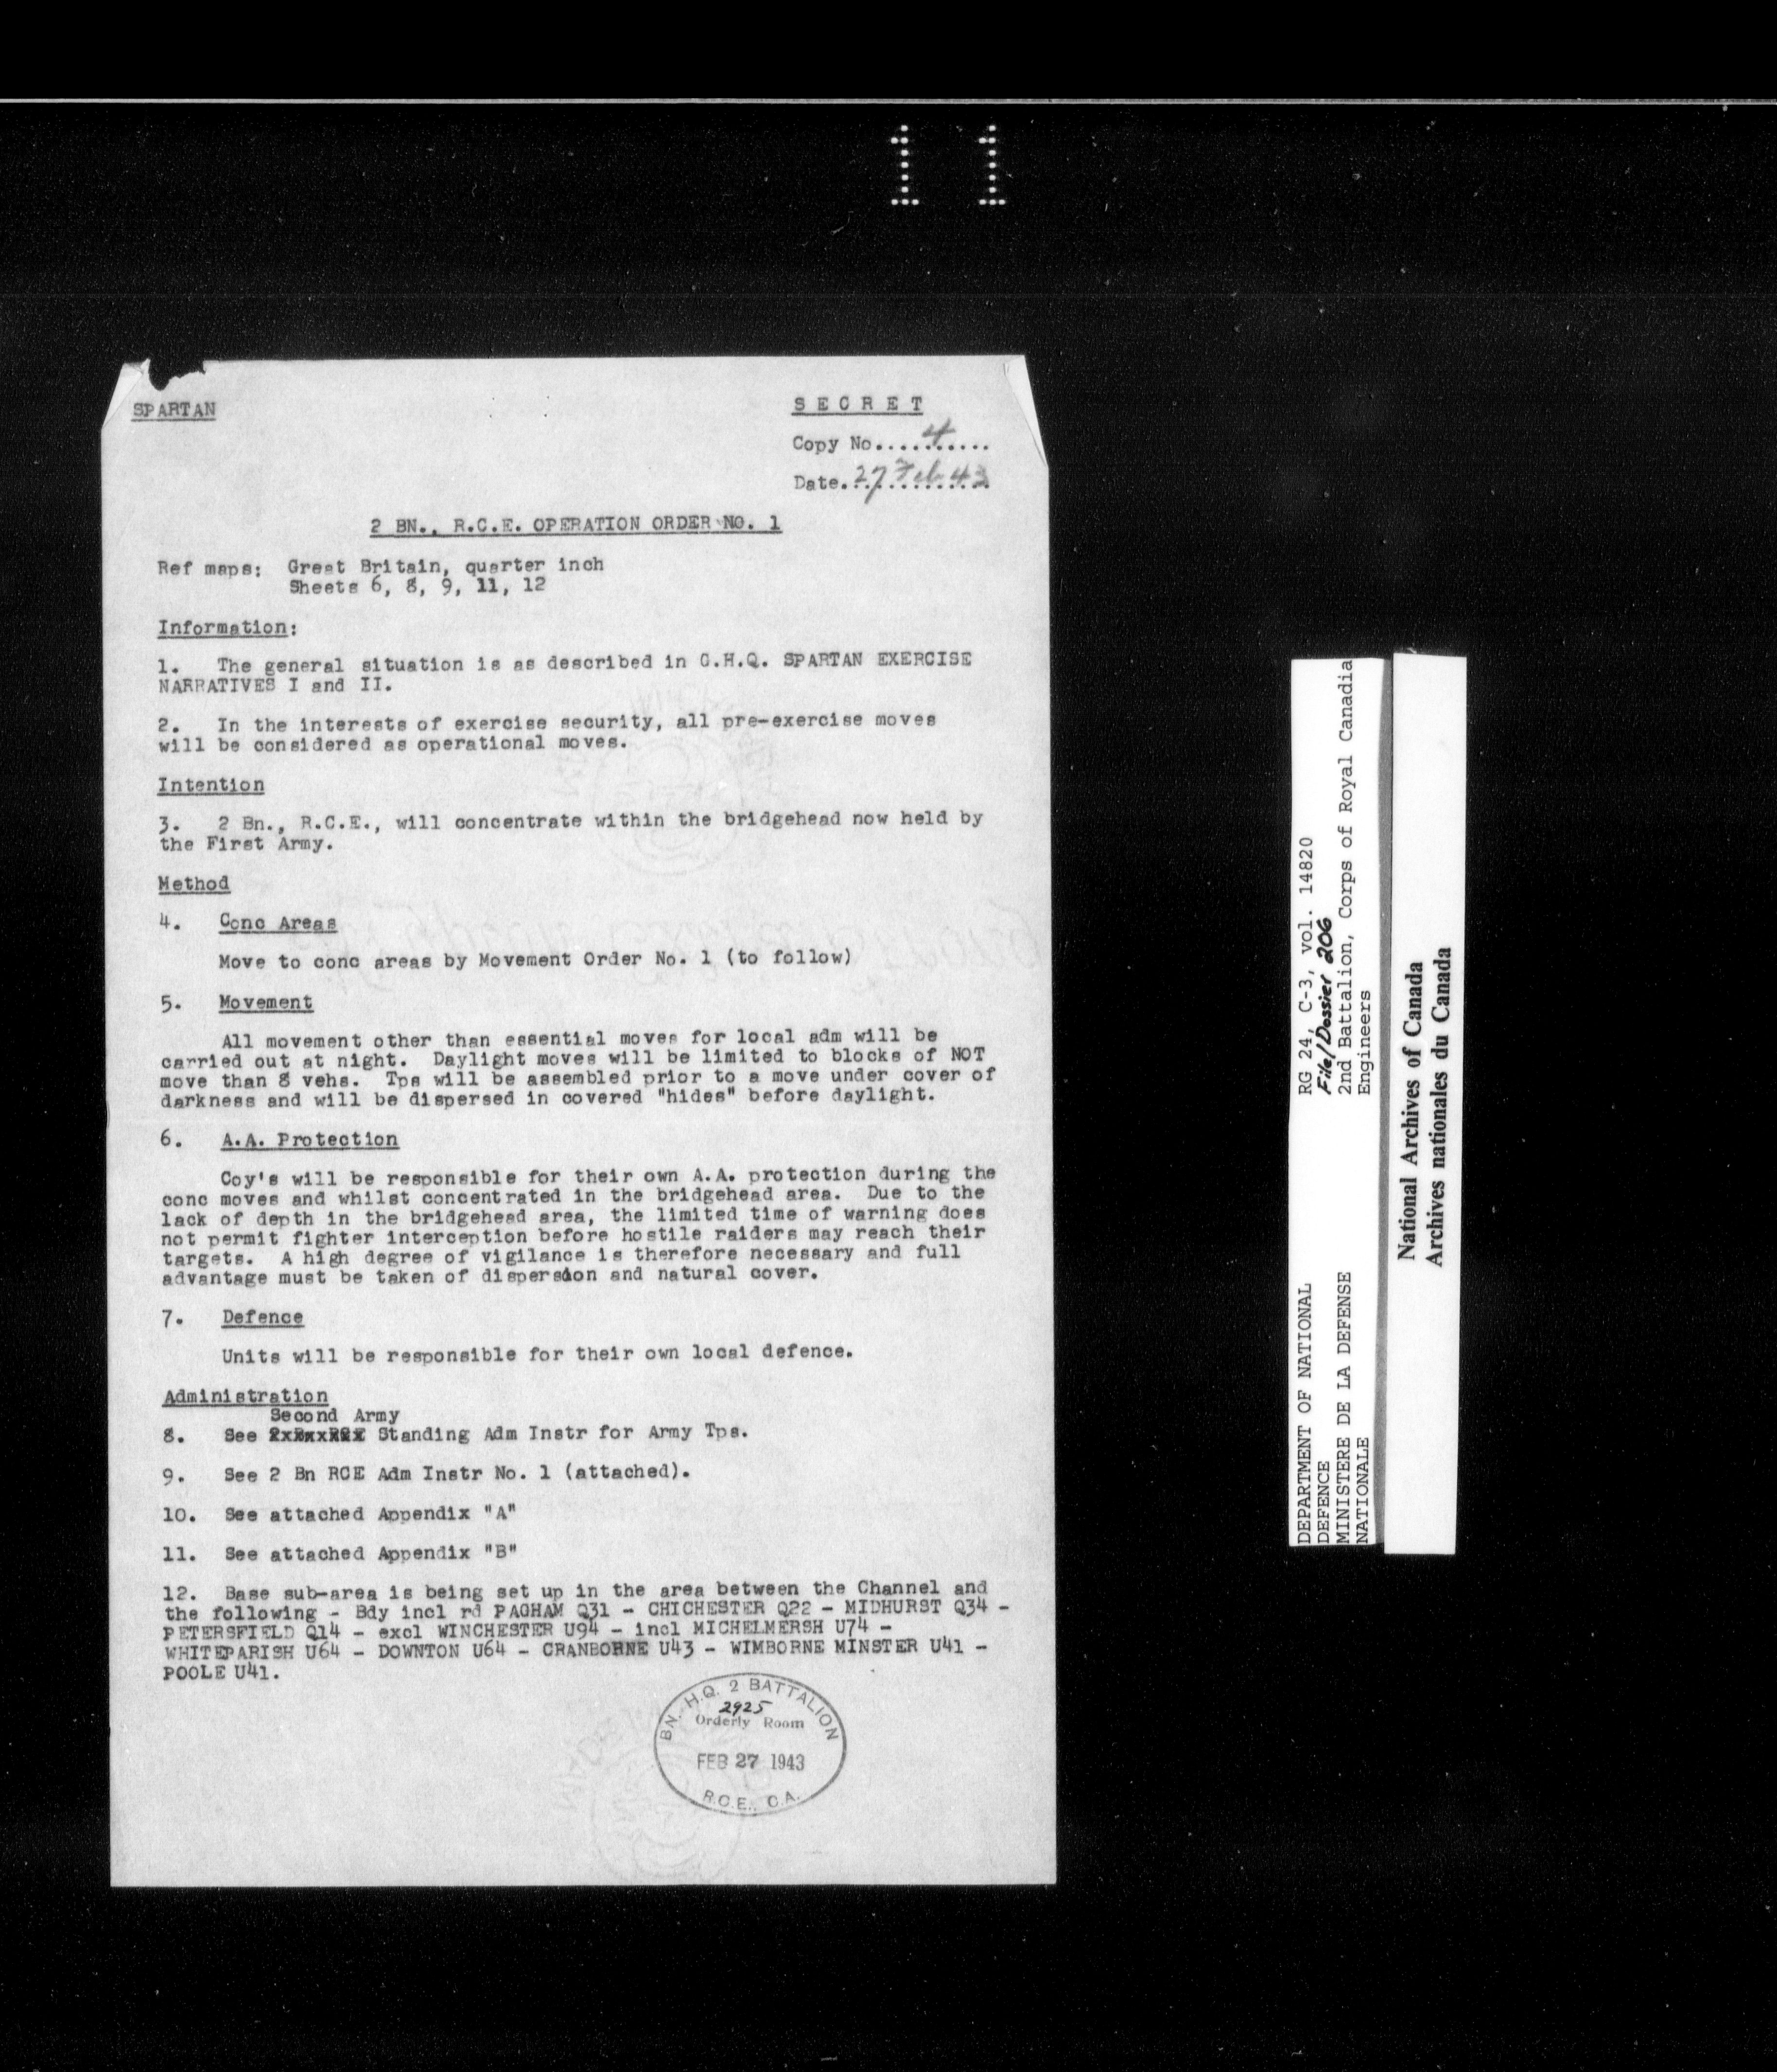 11
SPARTAN
S E C R E T
Copy No....4......
Date.27 Feb 43
2 BN., R.C.E. OPERATION ORDER NO. 1
Ref maps: Great Britain, quarter inch
Sheets 6, 8, 9, 11, 12
Information:
1. The general situation is as described in G.H.Q. SPARTAN EXERCISE
NARRATIVES I and II.
2. In the interests of exercise security, all pre-exercise moves
will be considered as operational moves.
Intention
3. 2 Bn., R.C.E., will concentrate within the bridgehead now held by
the First Army.
Method
4. Conc Areas
Move to conc areas by Movement Order No. 1 (to follow)
5. Movement
All movement other than essential moves for local adm will be
carried out at night. Daylight moves will be limited to blocks of NOT
move than 8 vehs. Tps will be assembled prior to a move under cover of
darkness and will be dispersed in covered "hides" before daylight.
6. A.A. Protection
Coy's will be responsible for their own A.A. protection during the
conc moves and whilst concentrated in the bridgehead area. Due to the
lack of depth in the bridgehead area, the limited time of warning does
not permit fighter interception before hostile raiders may reach their
targets. A high degree of vigilance is therefore necessary and full
advantage must be taken of dispersion and natural cover.
7. Defence
Units will be responsible for their own local defence.
Administration
Second Army
8. See Standing Adm Instr for Army Tps.
9. See 2 Bn RCE Adm Instr No. 1 (attached).
10. See attached Appendix "A"
11. See attached Appendix "B"
12. Base sub-area is being set up in the area between the Channel and
the following - Bdy incl rd PAGHAM Q31 - CHICHESTER Q22 - MIDHURST Q34 -
PETERSFIELD Q14 - excl WINCHESTER U94 - incl MICHELMERSH U74 -
WHITEPARISH U64 - DOWNTON U64 - CRANBORNE U43 - WIMBORNE MINSTER U41 -
POOLE U41.
BN. H.Q. 2 BATTALION
2925
Orderly Room
FEB 27 1943
R.C.E., C.A.
DEPARTMENT OF NATIONAL
DEFENCE
MINISTERE DE LA DEFENSE
NATIONALE
RG 24, C-3, vol. 14820
File/Dossier 206
2nd Battalion, Corps of Royal Canadia
Engineers
National Archives of Canada
Archives nationales du Canada